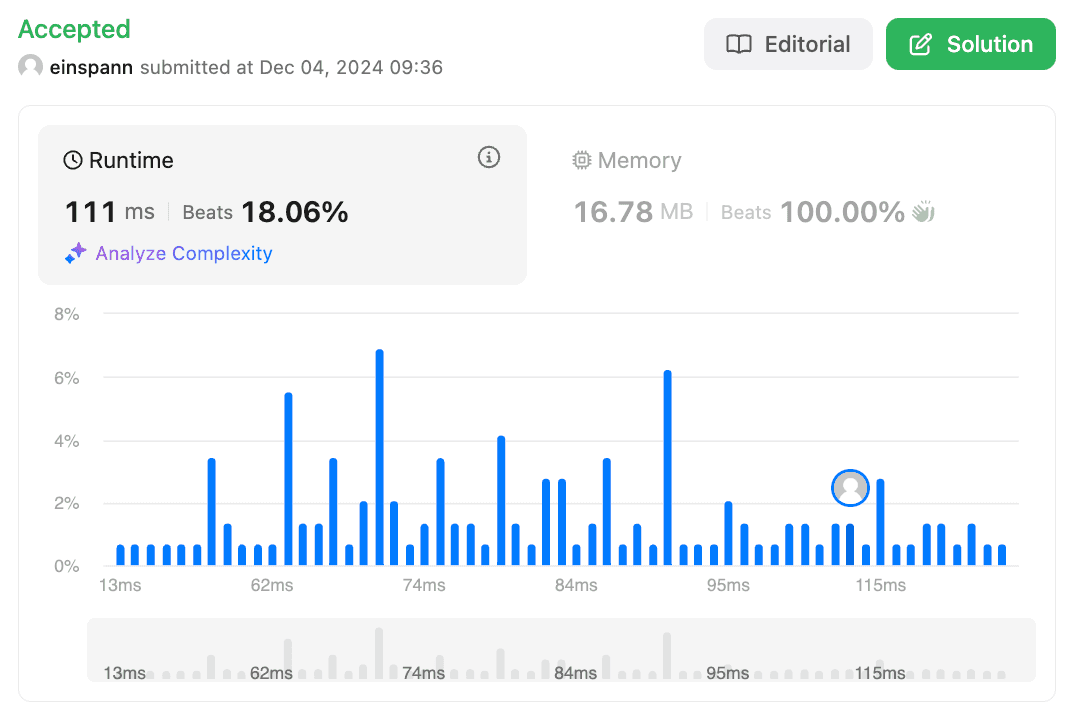 Accepted
Editorial
Solution
einspann submitted at Dec 04, 2024 09:36
Runtime
111 ms Beats 18.06%
Analyze Complexity
Memory
16.78 MB Beats 100.00%
8%
6%
4%
2%
0%
13ms 62ms 74ms 84ms 95ms 115ms
13ms 62ms 74ms 84ms 95ms 115ms